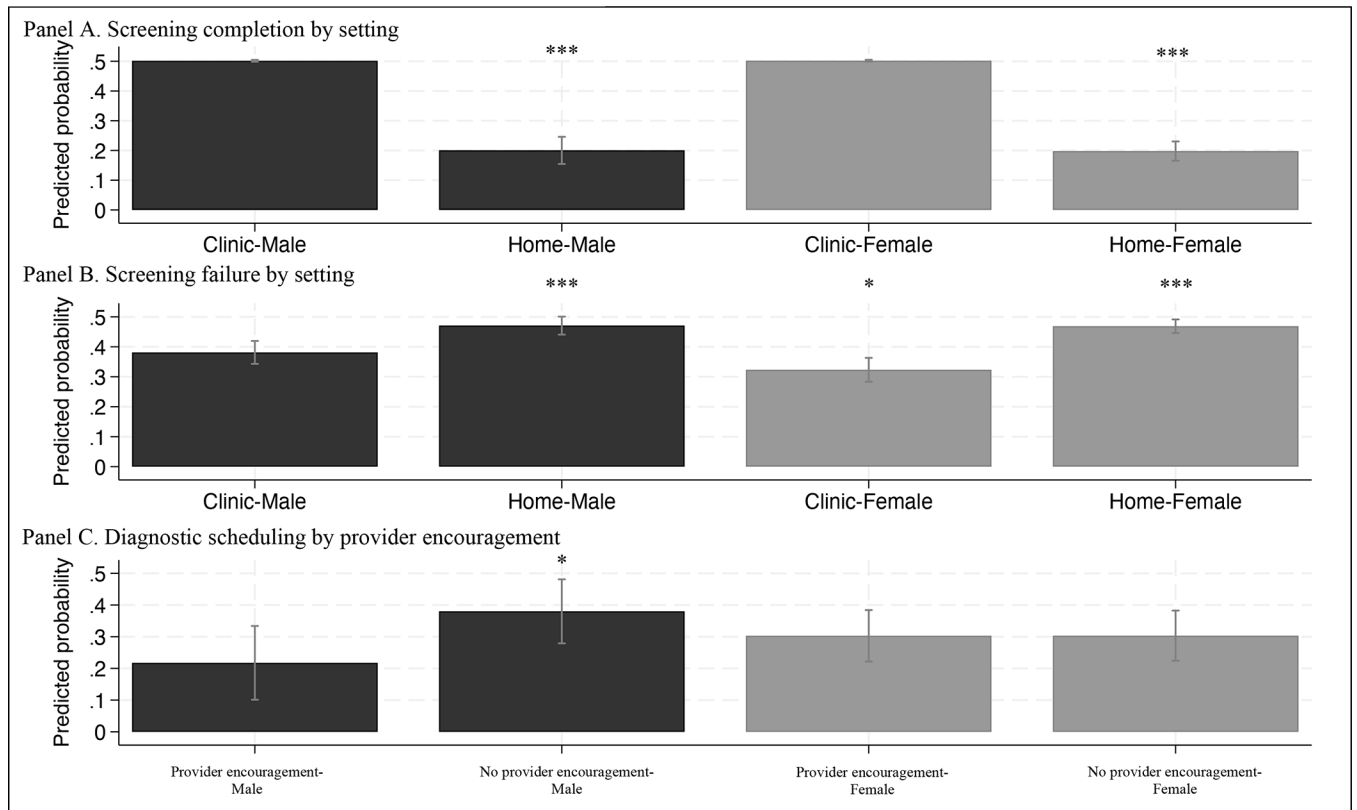 Panel A. Screening completion by setting
***
***
Predicted probability
.5
.4
.3
.2
.1
0
Clinic-Male
Home-Male
Clinic-Female
Home-Female
Panel B. Screening failure by setting
***
*
***
Predicted probability
.5
.4
.3
.2
.1
0
Clinic-Male
Home-Male
Clinic-Female
Home-Female
Panel C. Diagnostic scheduling by provider encouragement
*
Predicted probability
.5
.4
.3
.2
.1
0
Provider encouragement-
Male
No provider encouragement-
Male
Provider encouragement-
Female
No provider encouragement-
Female